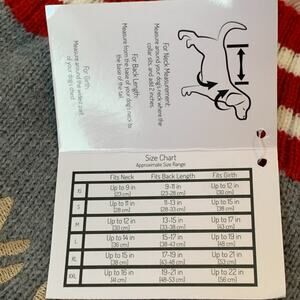 For Neck Measurement:
Measure around your dog's neck where the
collar sits, and add 2 inches.
For Back Length:
Measure from the base of your dog's neck to
the base of the tail.
For Girth:
Measure around the widest part
of your dog's chest.
Size Chart
Approximate Size Range
Fits Neck Fits Back Length Fits Girth
XS Up to 9 in 9-11 in Up to 12 in
(23 cm) (23-28 cm) (30 cm)
S Up to 11 in 11-13 in Up to 15 in
(28 cm) (28-33 cm) (38 cm)
M Up to 12 in 13-15 in Up to 17 in
(30 cm) (33-38 cm) (43 cm)
L Up to 14 in 15-17 in Up to 19 in
(36 cm) (38-43 cm) (48 cm)
XL Up to 15 in 17-19 in Up to 21 in
(38 cm) (43-48 cm) (53 cm)
XXL Up to 16 in 19-21 in Up to 22 in
(41 cm) (48-53 cm) (56 cm)